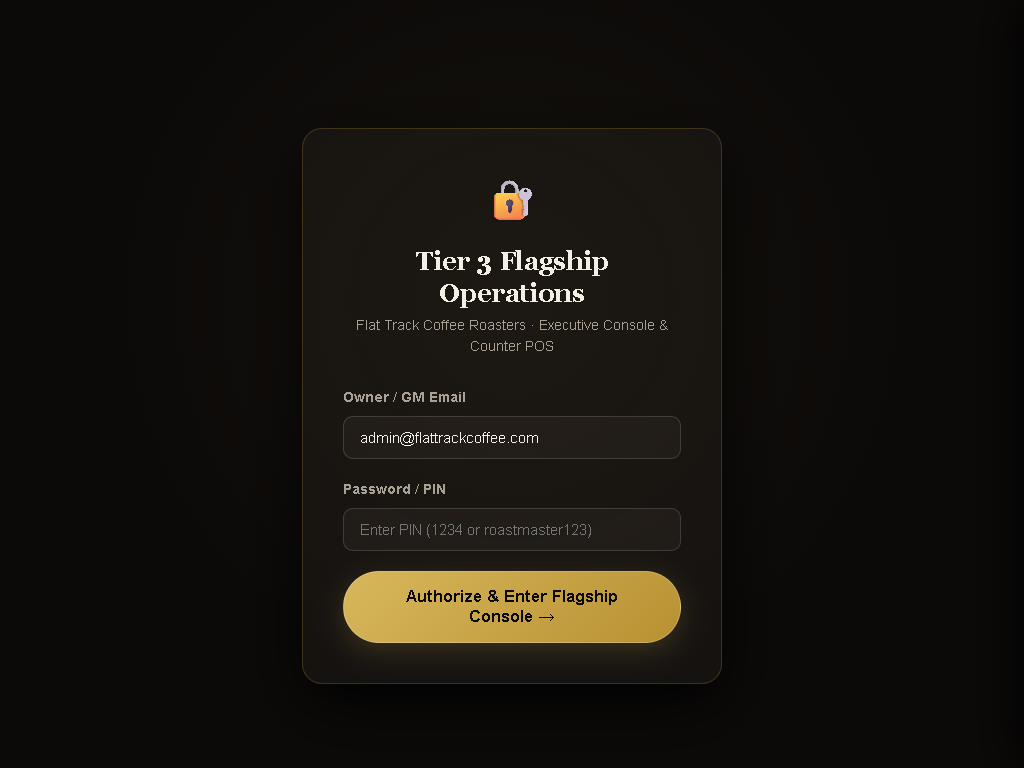 Tier 3 Flagship
Operations
Flat Track Coffee Roasters · Executive Console &
Counter POS
Owner / GM Email
admin@flattrackcoffee.com
Password / PIN
Enter PIN (1234 or roastmaster123)
Authorize & Enter Flagship
Console →